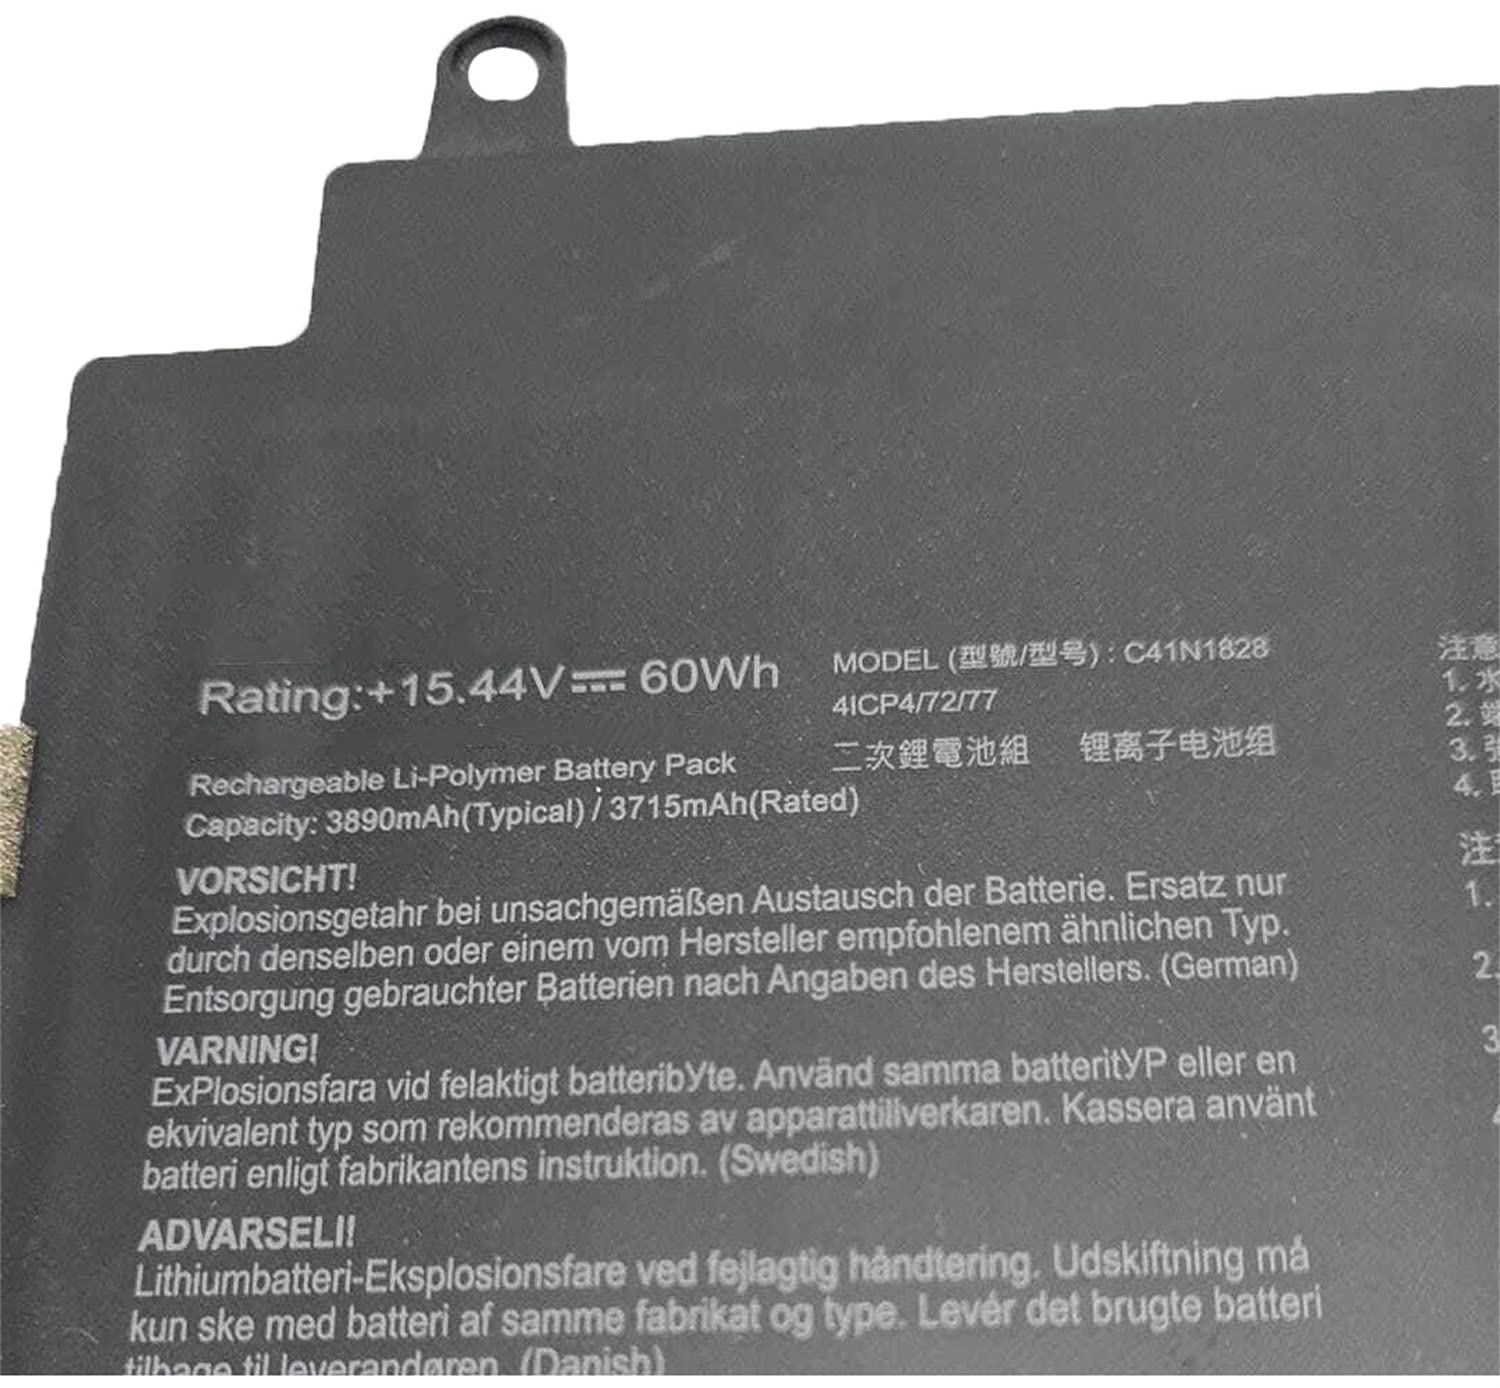 Rating:+15.44V⎓ 60Wh
MODEL (型號/型号) : C41N1828
4ICP4/72/77
Rechargeable Li-Polymer Battery Pack
二次鋰電池組 锂离子电池组
Capacity: 3890mAh(Typical) / 3715mAh(Rated)
VORSICHT!
Explosionsgetahr bei unsachgemäßen Austausch der Batterie. Ersatz nur
durch denselben oder einem vom Hersteller empfohlenem ähnlichen Typ.
Entsorgung gebrauchter Batterien nach Angaben des Herstellers. (German)
VARNING!
ExPlosionsfara vid felaktigt batteribYte. Använd samma batteritYP eller en
ekvivalent typ som rekommenderas av apparattillverkaren. Kassera använt
batteri enligt fabrikantens instruktion. (Swedish)
ADVARSELI!
Lithiumbatteri-Eksplosionsfare ved fejlagtig håndtering. Udskiftning må
kun ske med batteri af samme fabrikat og type. Levér det brugte batteri
tilbage til leverandøren. (Danish)
注意
1. 水
2.
3.
4.
注
1.
2.
3